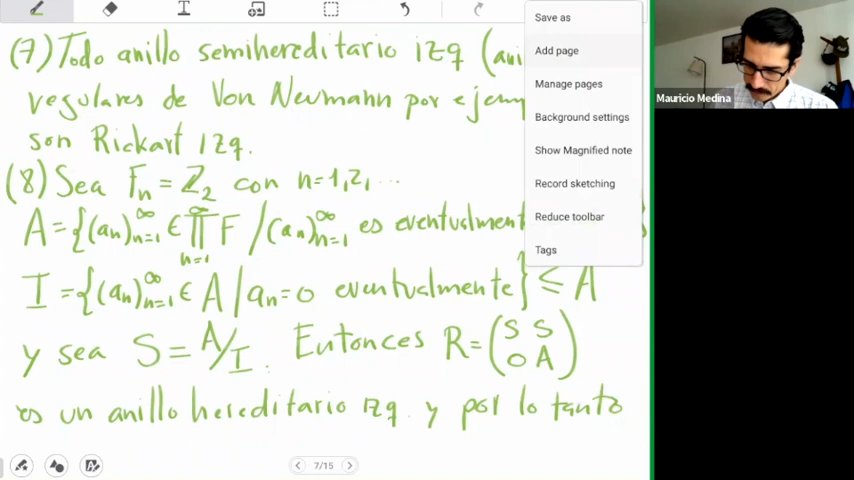 (7) Todo anillo semihereditario izq (ani
regulares de Von Neumann por ejem
son Rickart izq.
(8) Sea Fₙ = ℤ₂ con n=1,2,...
A={(aₙ)ₙ₌₁^∞ ∈ ∏ₙ₌₁^∞ F / (aₙ)ₙ₌₁^∞ es eventualment
I={(aₙ)ₙ₌₁^∞ ∈ A | aₙ=0 eventualmente} ≤ A
y sea S = A/I. Entonces R=(S S
0 A)
es un anillo hereditario izq. y por lo tanto
7/15
Save as
Add page
Manage pages
Background settings
Show Magnified note
Record sketching
Reduce toolbar
Tags
Mauricio Medina